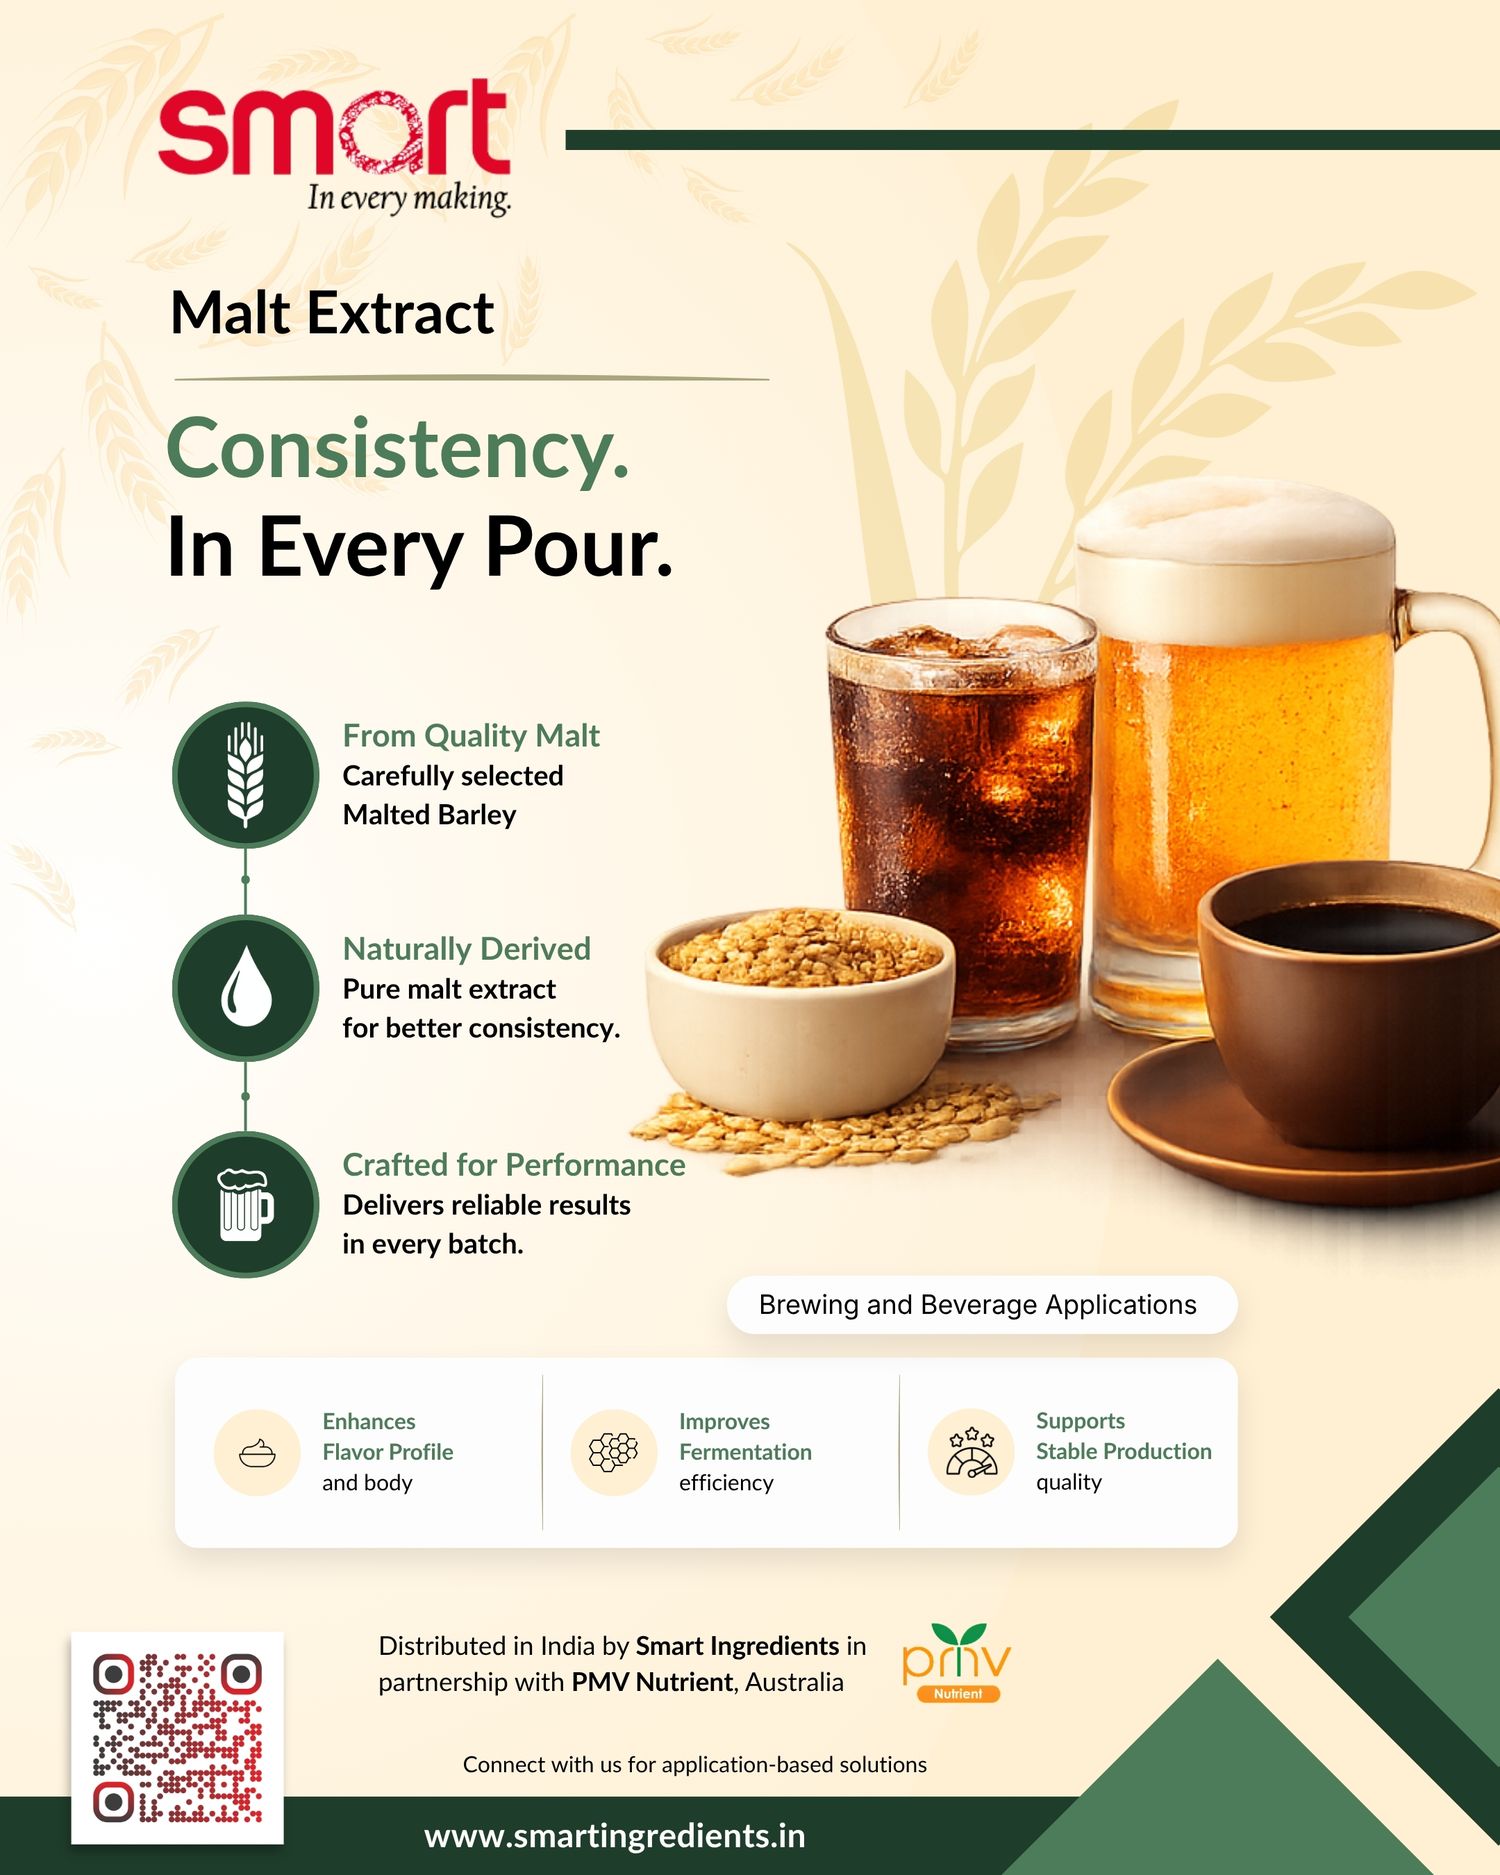 smart
In every making.
Malt Extract
Consistency.
In Every Pour.
From Quality Malt
Carefully selected
Malted Barley
Naturally Derived
Pure malt extract
for better consistency.
Crafted for Performance
Delivers reliable results
in every batch.
Brewing and Beverage Applications
Enhances
Flavor Profile
and body
Improves
Fermentation
efficiency
Supports
Stable Production
quality
Distributed in India by Smart Ingredients in
partnership with PMV Nutrient, Australia
pmv
Nutrient
Connect with us for application-based solutions
www.smartingredients.in